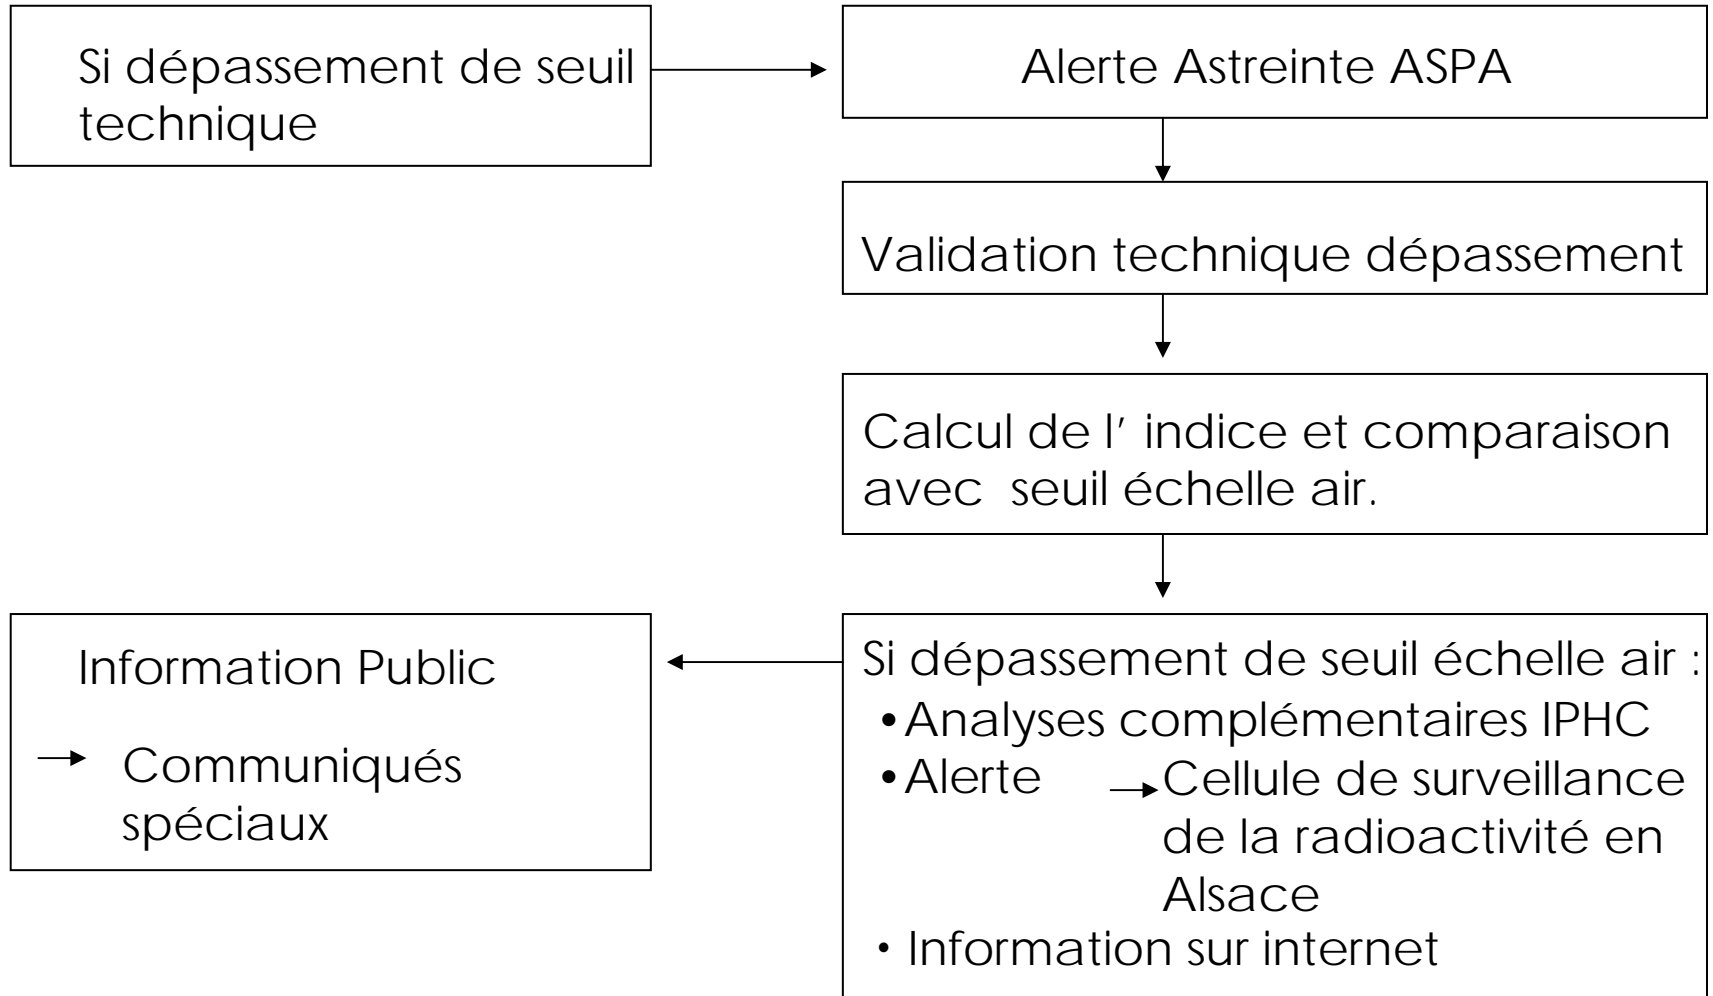 Si dépassement de seuil
technique
Alerte Astreinte ASPA
Validation technique dépassement
Calcul de l' indice et comparaison
avec seuil échelle air.
Si dépassement de seuil échelle air :
•Analyses complémentaires IPHC
•Alerte → Cellule de surveillance
de la radioactivité en
Alsace
• Information sur internet
Information Public
→ Communiqués
spéciaux